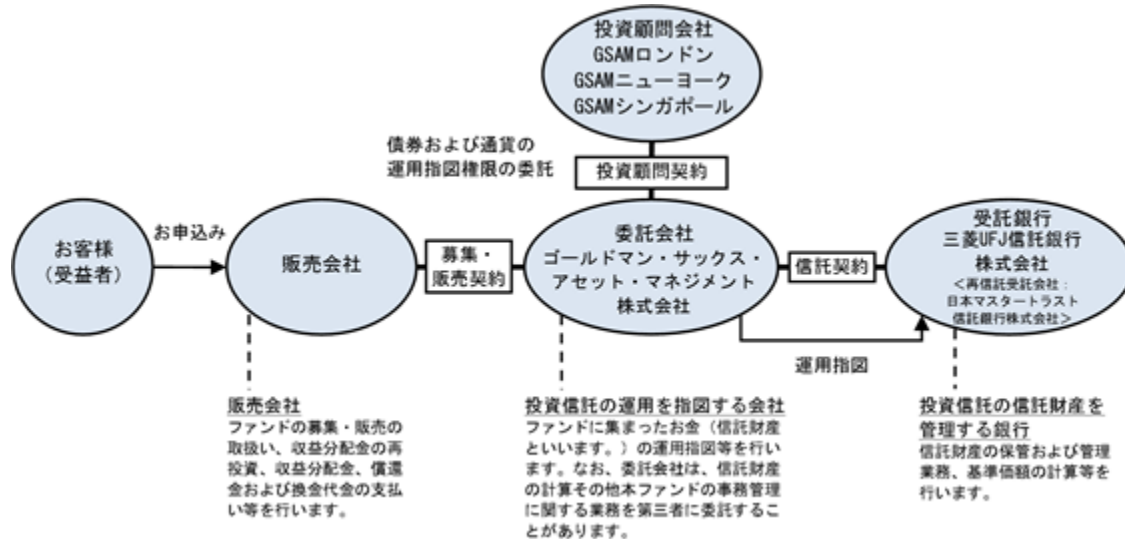 投資顧問会社
GSAMロンドン
GSAMニューヨーク
GSAMシンガポール
債券および通貨の
運用指図権限の委託
投資顧問契約
お客様
(受益者)
お申込み
販売会社
募集・
販売契約
委託会社
ゴールドマン・サックス・
アセット・マネジメント
株式会社
信託契約
受託銀行
三菱UFJ信託銀行
株式会社
<再信託受託会社:
日本マスタートラスト
信託銀行株式会社>
運用指図
販売会社
ファンドの募集・販売の
取扱い、収益分配金の再
投資、収益分配金、償還
金および換金代金の支払
い等を行います。
投資信託の運用を指図する会社
ファンドに集まったお金(信託財産
といいます。)の運用指図等を行い
ます。なお、委託会社は、信託財産
の計算その他本ファンドの事務管理
に関する業務を第三者に委託するこ
とがあります。
投資信託の信託財産を
管理する銀行
信託財産の保管および管理
業務、基準価額の計算等を
行います。